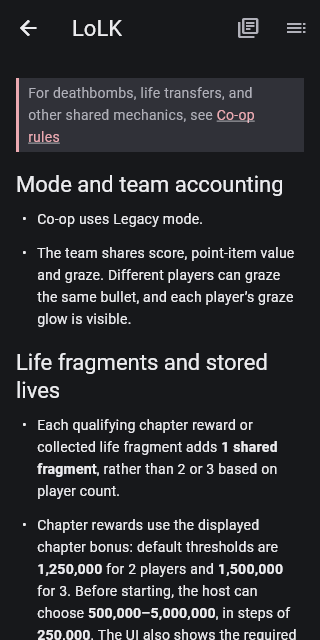 LoLK
For deathbombs, life transfers, and
other shared mechanics, see Co-op
rules
Mode and team accounting
• Co-op uses Legacy mode.
• The team shares score, point-item value
and graze. Different players can graze
the same bullet, and each player's graze
glow is visible.
Life fragments and stored
lives
• Each qualifying chapter reward or
collected life fragment adds 1 shared
fragment, rather than 2 or 3 based on
player count.
• Chapter rewards use the displayed
chapter bonus: default thresholds are
1,250,000 for 2 players and 1,500,000
for 3. Before starting, the host can
choose 500,000–5,000,000, in steps of
250,000. The UI also shows the required